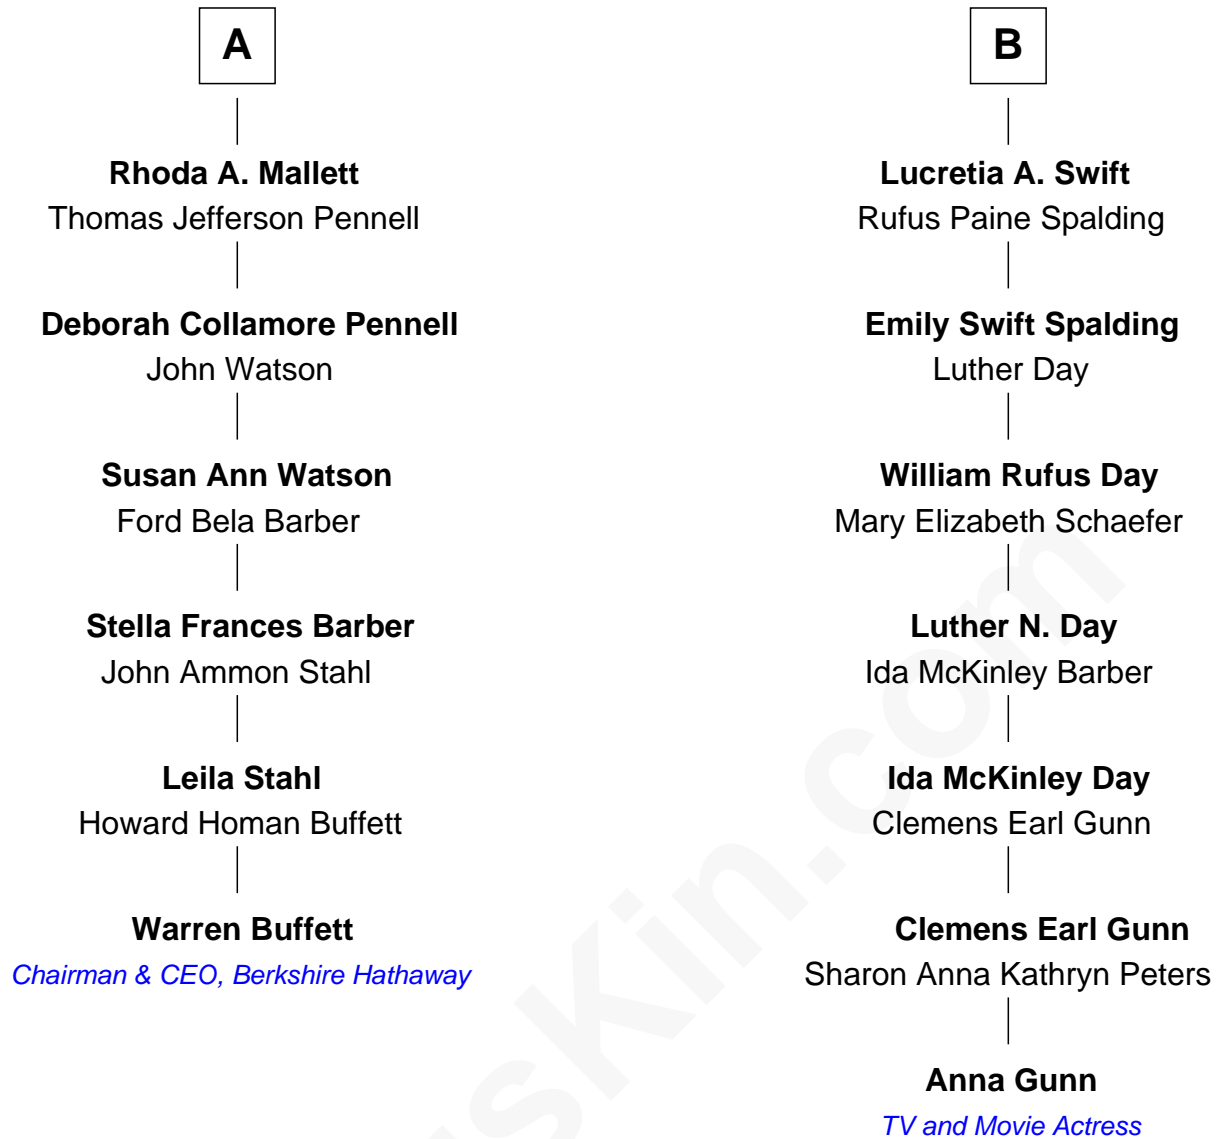 A
Rhoda A. Mallett
Thomas Jefferson Pennell
Deborah Collamore Pennell
John Watson
Susan Ann Watson
Ford Bela Barber
Stella Frances Barber
John Ammon Stahl
Leila Stahl
Howard Homan Buffett
Warren Buffett
Chairman & CEO, Berkshire Hathaway
B
Lucretia A. Swift
Rufus Paine Spalding
Emily Swift Spalding
Luther Day
William Rufus Day
Mary Elizabeth Schaefer
Luther N. Day
Ida McKinley Barber
Ida McKinley Day
Clemens Earl Gunn
Clemens Earl Gunn
Sharon Anna Kathryn Peters
Anna Gunn
TV and Movie Actress